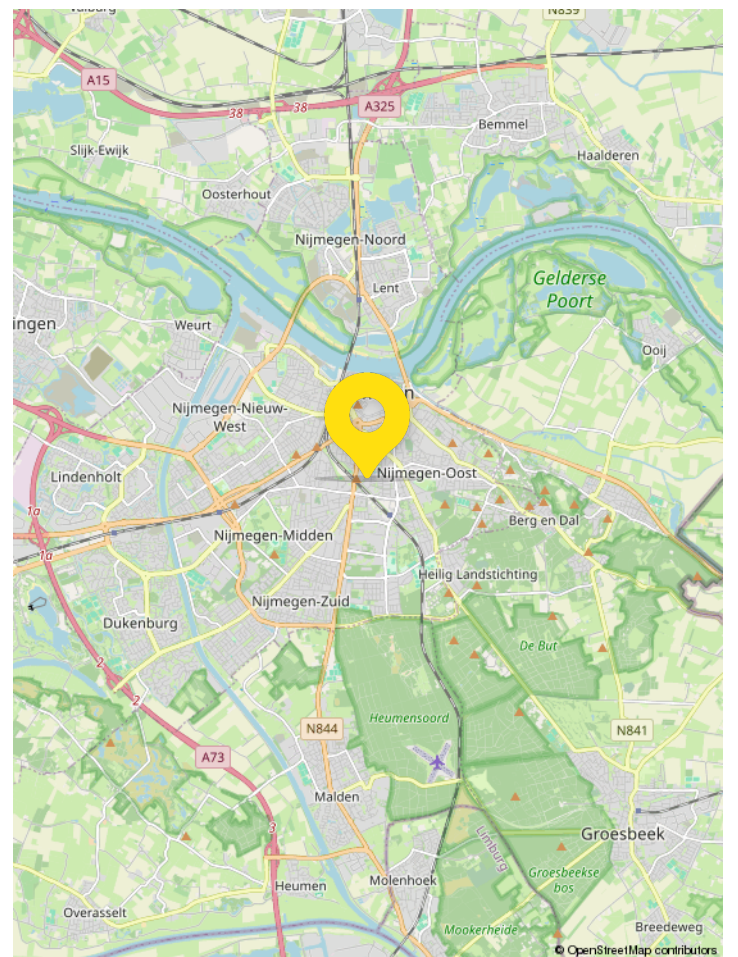 N839
A15
38
38
A325
Bemmel
Slijk-Ewijk
Haalderen
Oosterhout
Nijmegen-Noord
Gelderse
Poort
Lent
ingen
Weurt
Ooij
Nijmegen-Nieuw-
West
Lindenholt
Nijmegen-Oost
1a
Berg en Dal
Nijmegen-Midden
1a
Heilig Landstichting
Nijmegen-Zuid
Dukenburg
De But
2
2
Heumensoord
N844
N841
A73
Malden
3
Limburg
Groesbeek
Groesbeekse
bos
Molenhoek
Heumen
Overasselt
Mookerheide
Breedeweg
© OpenStreetMap contributors